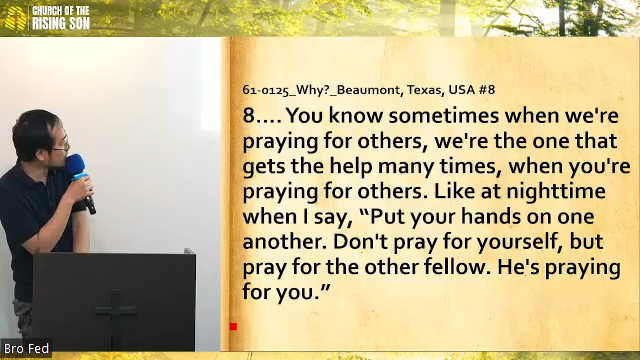 CHURCH OF THE
RISING SON
61-0125_Why?_Beaumont, Texas, USA #8
8.... You know sometimes when we're
praying for others, we're the one that
gets the help many times, when you're
praying for others. Like at nighttime
when I say, “Put your hands on one
another. Don't pray for yourself, but
pray for the other fellow. He's praying
for you.”
Bro Fed